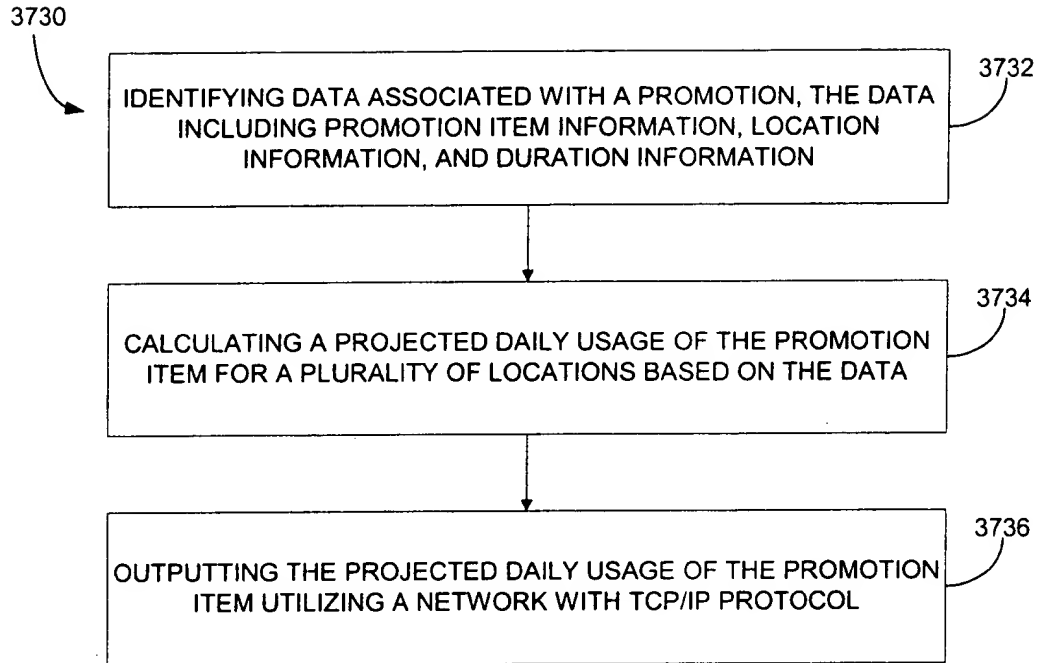 3730
3732
IDENTIFYING DATA ASSOCIATED WITH A PROMOTION, THE DATA
INCLUDING PROMOTION ITEM INFORMATION, LOCATION
INFORMATION, AND DURATION INFORMATION
3734
CALCULATING A PROJECTED DAILY USAGE OF THE PROMOTION
ITEM FOR A PLURALITY OF LOCATIONS BASED ON THE DATA
3736
OUTPUTTING THE PROJECTED DAILY USAGE OF THE PROMOTION
ITEM UTILIZING A NETWORK WITH TCP/IP PROTOCOL